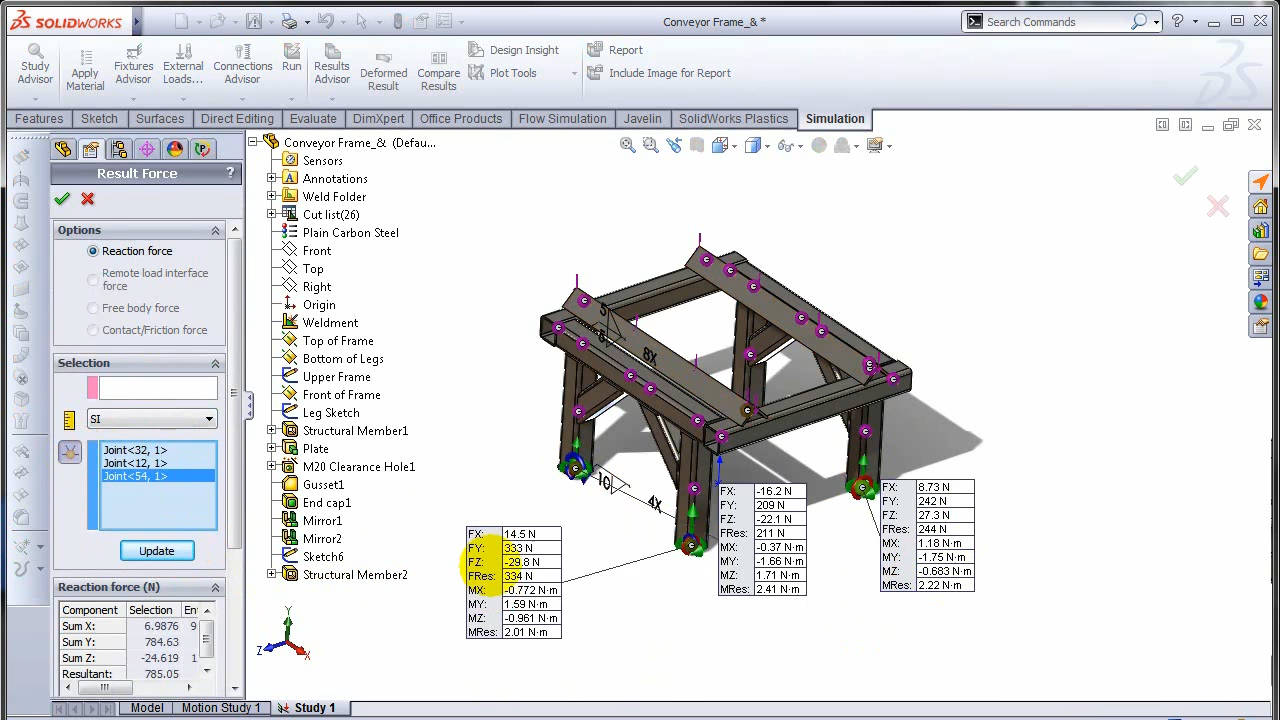 SOLIDWORKS
Conveyor Frame_& *
Search Commands
Study Advisor
Apply Material
Fixtures Advisor
External Loads...
Connections Advisor
Run
Results Advisor
Deformed Result
Compare Results
Design Insight
Plot Tools
Report
Include Image for Report
Features
Sketch
Surfaces
Direct Editing
Evaluate
DimXpert
Office Products
Flow Simulation
Javelin
SolidWorks Plastics
Simulation
Result Force
?
Options
Reaction force
Remote load interface
force
Free body force
Contact/Friction force
Selection
SI
Joint<32, 1>
Joint<12, 1>
Joint<54, 1>
Update
Reaction force (N)
Component Selection En
Sum X: 6.9876 9
Sum Y: 784.63
Sum Z: -24.619 1
Resultant: 785.05
Conveyor Frame_& (Defau...
Sensors
Annotations
Weld Folder
Cut list(26)
Plain Carbon Steel
Front
Top
Right
Origin
Weldment
Top of Frame
Bottom of Legs
Upper Frame
Front of Frame
Leg Sketch
Structural Member1
Plate
M20 Clearance Hole1
Gusset1
End cap1
Mirror1
Mirror2
Sketch6
Structural Member2
8X
10
4X
FX: 14.5 N
FY: 333 N
FZ: -29.8 N
FRes: 334 N
MX: -0.772 N·m
MY: 1.59 N·m
MZ: -0.961 N·m
MRes: 2.01 N·m
FX: -16.2 N
FY: 209 N
FZ: -22.1 N
FRes: 211 N
MX: -0.37 N·m
MY: -1.66 N·m
MZ: 1.71 N·m
MRes: 2.41 N·m
FX: 8.73 N
FY: 242 N
FZ: 27.3 N
FRes: 244 N
MX: 1.18 N·m
MY: -1.75 N·m
MZ: -0.683 N·m
MRes: 2.22 N·m
Y
Z
X
Model
Motion Study 1
Study 1